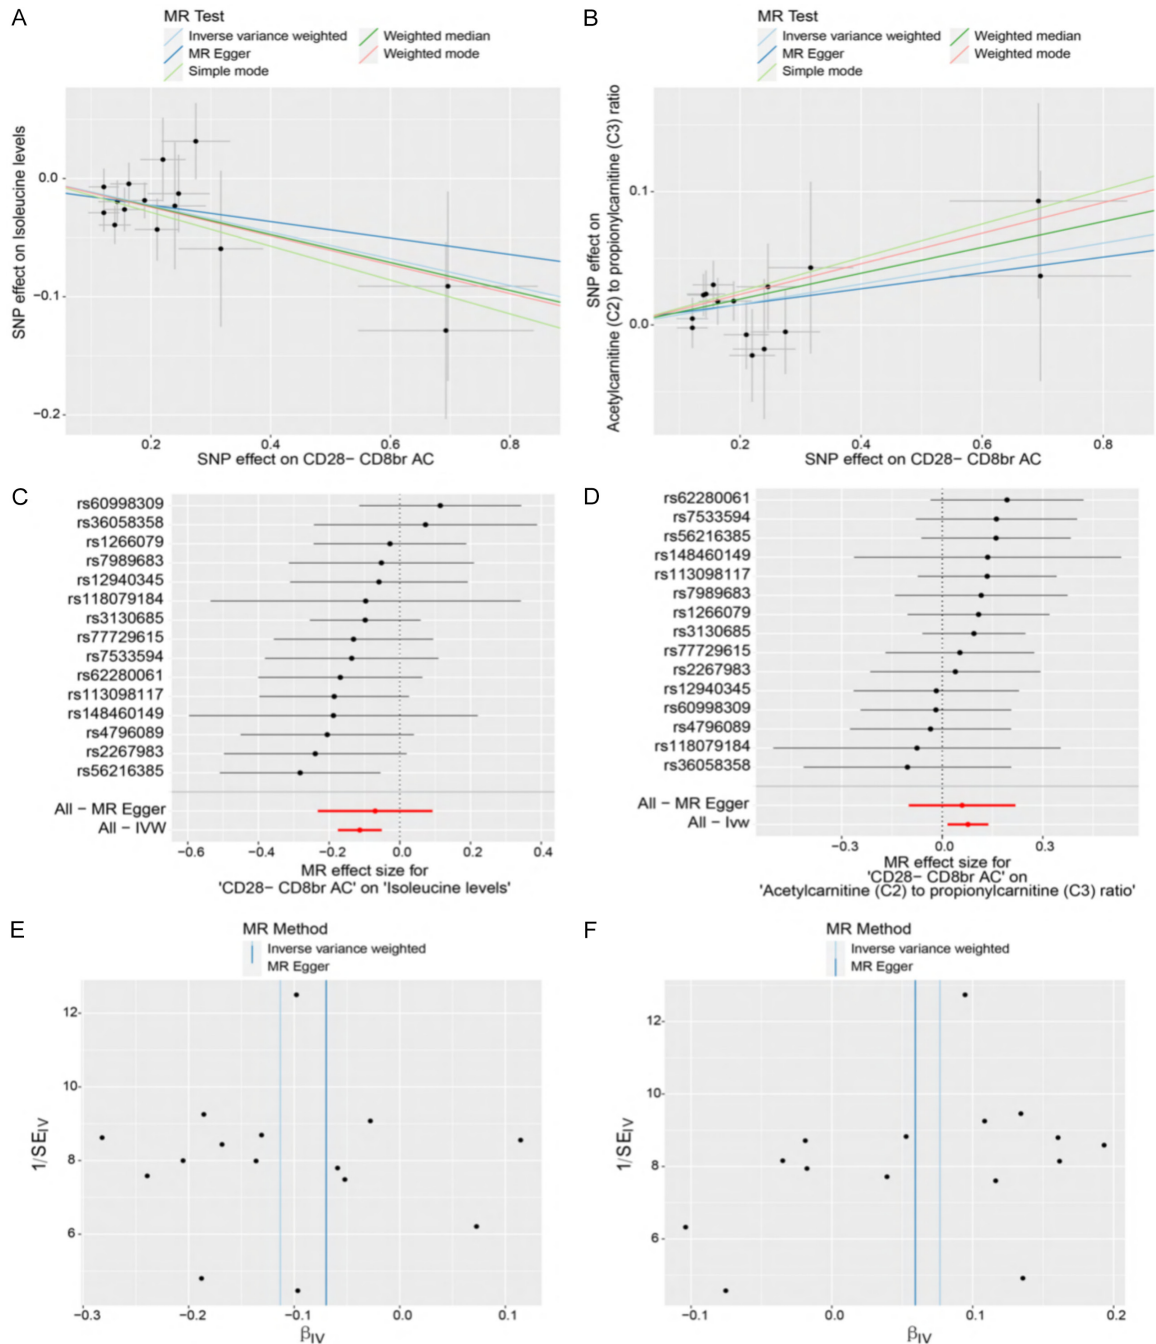 A
MR Test
Inverse variance weighted
Weighted median
MR Egger
Weighted mode
Simple mode
SNP effect on Isoleucine levels
0.0
−0.1
−0.2
0.2
0.4
0.6
0.8
SNP effect on CD28− CD8br AC
B
MR Test
Inverse variance weighted
Weighted median
MR Egger
Weighted mode
Simple mode
SNP effect on
Acetylcarnitine (C2) to propionylcarnitine (C3) ratio
0.1
0.0
0.2
0.4
0.6
0.8
SNP effect on CD28− CD8br AC
C
rs60998309
rs36058358
rs1266079
rs7989683
rs12940345
rs118079184
rs3130685
rs77729615
rs7533594
rs62280061
rs113098117
rs148460149
rs4796089
rs2267983
rs56216385
All − MR Egger
All − IVW
−0.6
−0.4
−0.2
0.0
0.2
0.4
MR effect size for
'CD28− CD8br AC' on 'Isoleucine levels'
D
rs62280061
rs7533594
rs56216385
rs148460149
rs113098117
rs7989683
rs1266079
rs3130685
rs77729615
rs2267983
rs12940345
rs60998309
rs4796089
rs118079184
rs36058358
All − MR Egger
All − Ivw
−0.3
0.0
0.3
MR effect size for
'CD28− CD8br AC' on
'Acetylcarnitine (C2) to propionylcarnitine (C3) ratio'
E
MR Method
Inverse variance weighted
MR Egger
1/SEIV
12
10
8
6
−0.3
−0.2
−0.1
0.0
0.1
βIV
F
MR Method
Inverse variance weighted
MR Egger
1/SEIV
12
10
8
6
−0.1
0.0
0.1
0.2
βIV